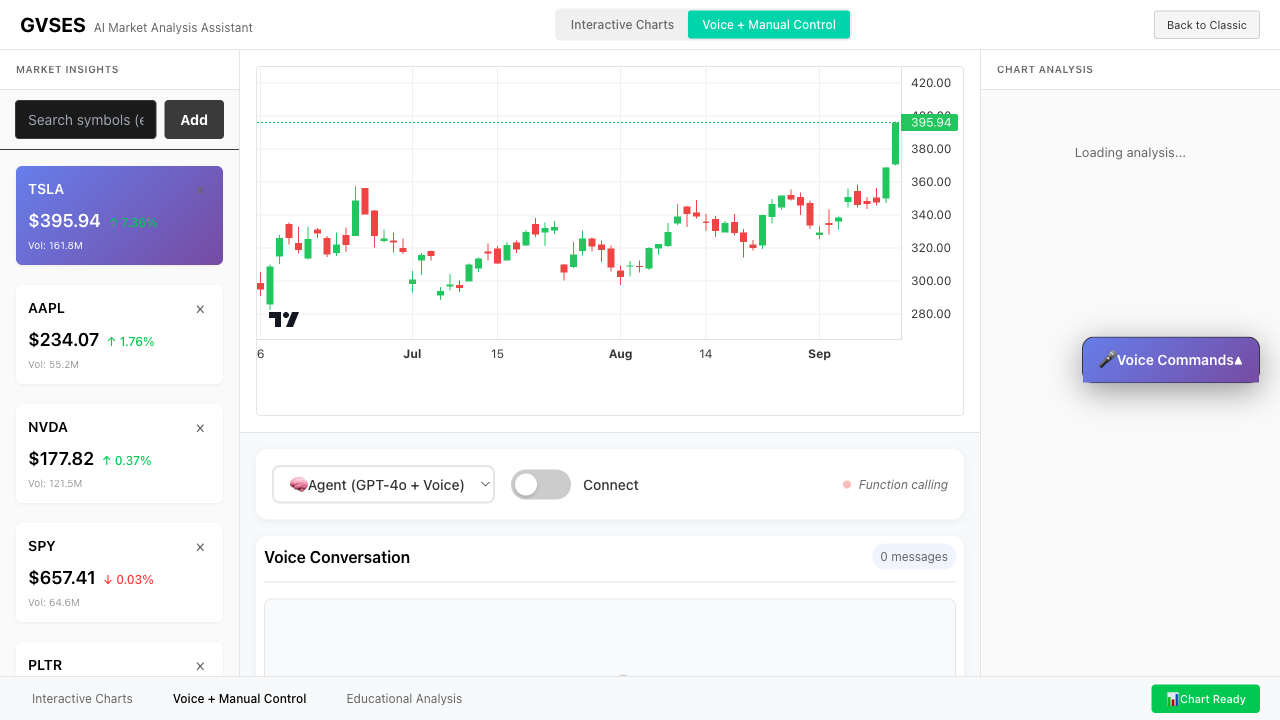 GVSES AI Market Analysis Assistant
Interactive Charts
Voice + Manual Control
Back to Classic
MARKET INSIGHTS
Search symbols (e
Add
TSLA
×
$395.94 ↑ 7.36%
Vol: 161.8M
AAPL
×
$234.07 ↑ 1.76%
Vol: 55.2M
NVDA
×
$177.82 ↑ 0.37%
Vol: 121.5M
SPY
×
$657.41 ↓ 0.03%
Vol: 64.6M
PLTR
×
420.00
395.94
380.00
360.00
340.00
320.00
300.00
280.00
6
Jul
15
Aug
14
Sep
Agent (GPT-4o + Voice)
Connect
Function calling
Voice Conversation
0 messages
CHART ANALYSIS
Loading analysis...
Voice Commands
Interactive Charts
Voice + Manual Control
Educational Analysis
Chart Ready